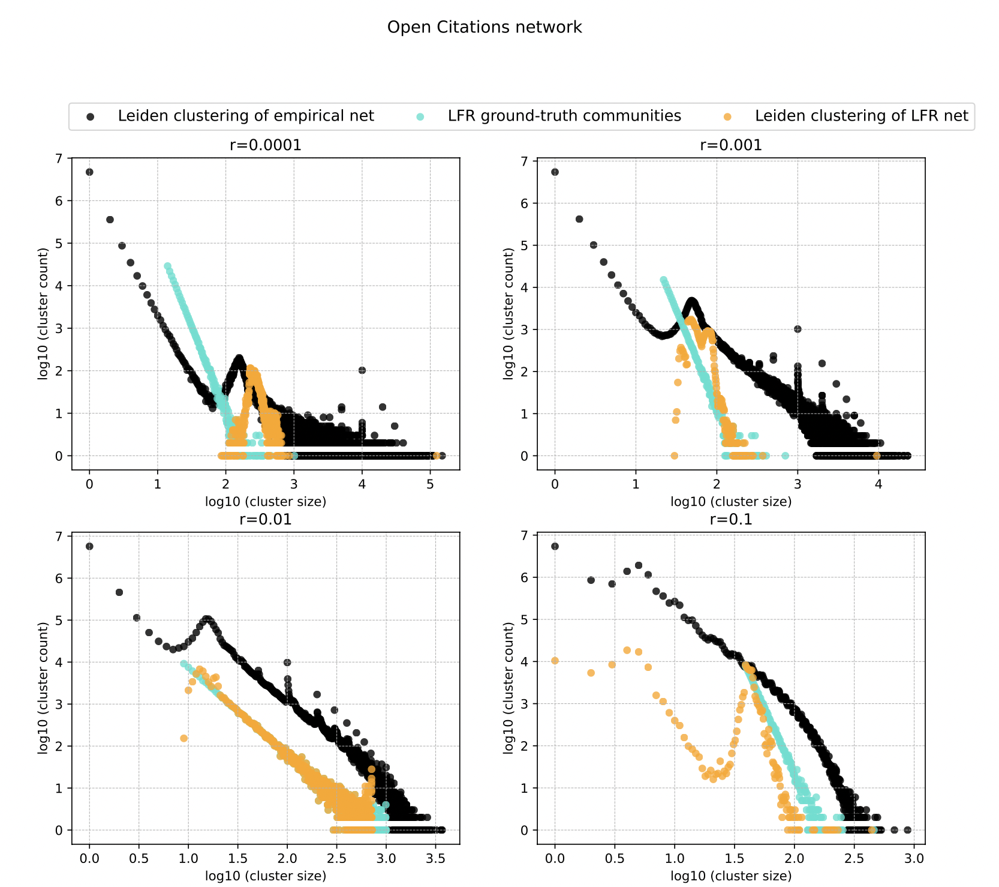 Open Citations network
Leiden clustering of empirical net LFR ground-truth communities Leiden clustering of LFR net
r=0.0001
7
6
5
4
3
2
1
0
log10 (cluster count)
0 1 2 3 4 5
log10 (cluster size)
r=0.001
7
6
5
4
3
2
1
0
log10 (cluster count)
0 1 2 3 4
log10 (cluster size)
r=0.01
7
6
5
4
3
2
1
0
log10 (cluster count)
0.0 0.5 1.0 1.5 2.0 2.5 3.0 3.5
log10 (cluster size)
r=0.1
7
6
5
4
3
2
1
0
log10 (cluster count)
0.0 0.5 1.0 1.5 2.0 2.5 3.0
log10 (cluster size)